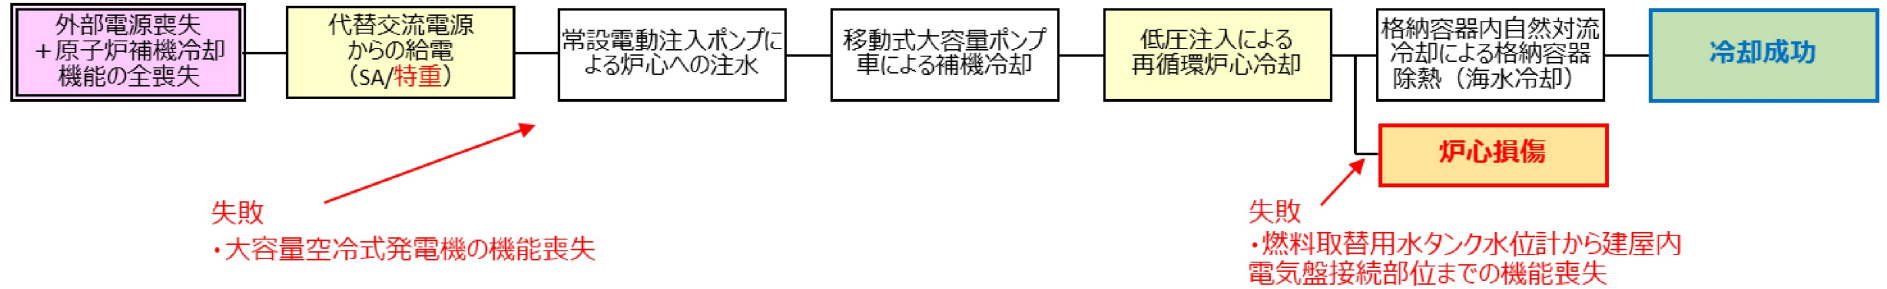 外部電源喪失
＋原子炉補機冷却
機能の全喪失
代替交流電源
からの給電
（SA/特重）
常設電動注入ポンプに
よる炉心への注水
移動式大容量ポンプ
車による補機冷却
低圧注入による
再循環炉心冷却
格納容器内自然対流
冷却による格納容器
除熱（海水冷却）
冷却成功
炉心損傷
失敗
・大容量空冷式発電機の機能喪失
失敗
・燃料取替用水タンク水位計から建屋内
電気盤接続部位までの機能喪失